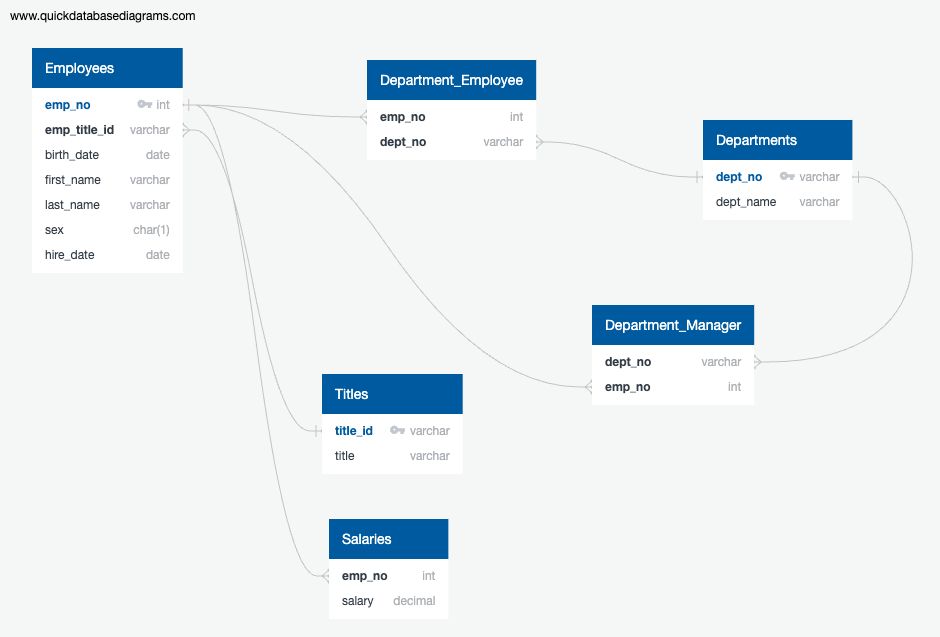 www.quickdatabasediagrams.com
Employees
emp_no int
emp_title_id varchar
birth_date date
first_name varchar
last_name varchar
sex char(1)
hire_date date
Department_Employee
emp_no int
dept_no varchar
Departments
dept_no varchar
dept_name varchar
Department_Manager
dept_no varchar
emp_no int
Titles
title_id varchar
title varchar
Salaries
emp_no int
salary decimal